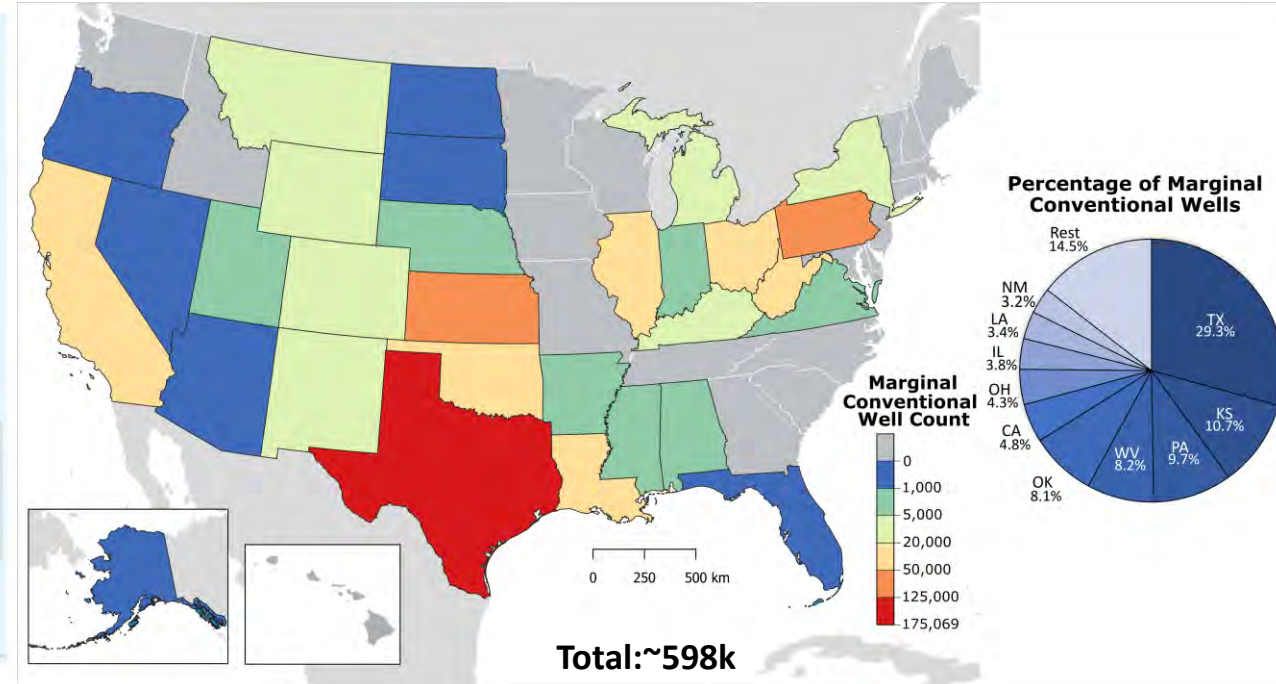 Percentage of Marginal
Conventional Wells
Rest
14.5%
NM
3.2%
LA
3.4%
IL
3.8%
OH
4.3%
CA
4.8%
OK
8.1%
WV
8.2%
PA
9.7%
KS
10.7%
TX
29.3%
Marginal
Conventional
Well Count
0
1,000
5,000
20,000
50,000
125,000
175,069
0 250 500 km
Total:~598k